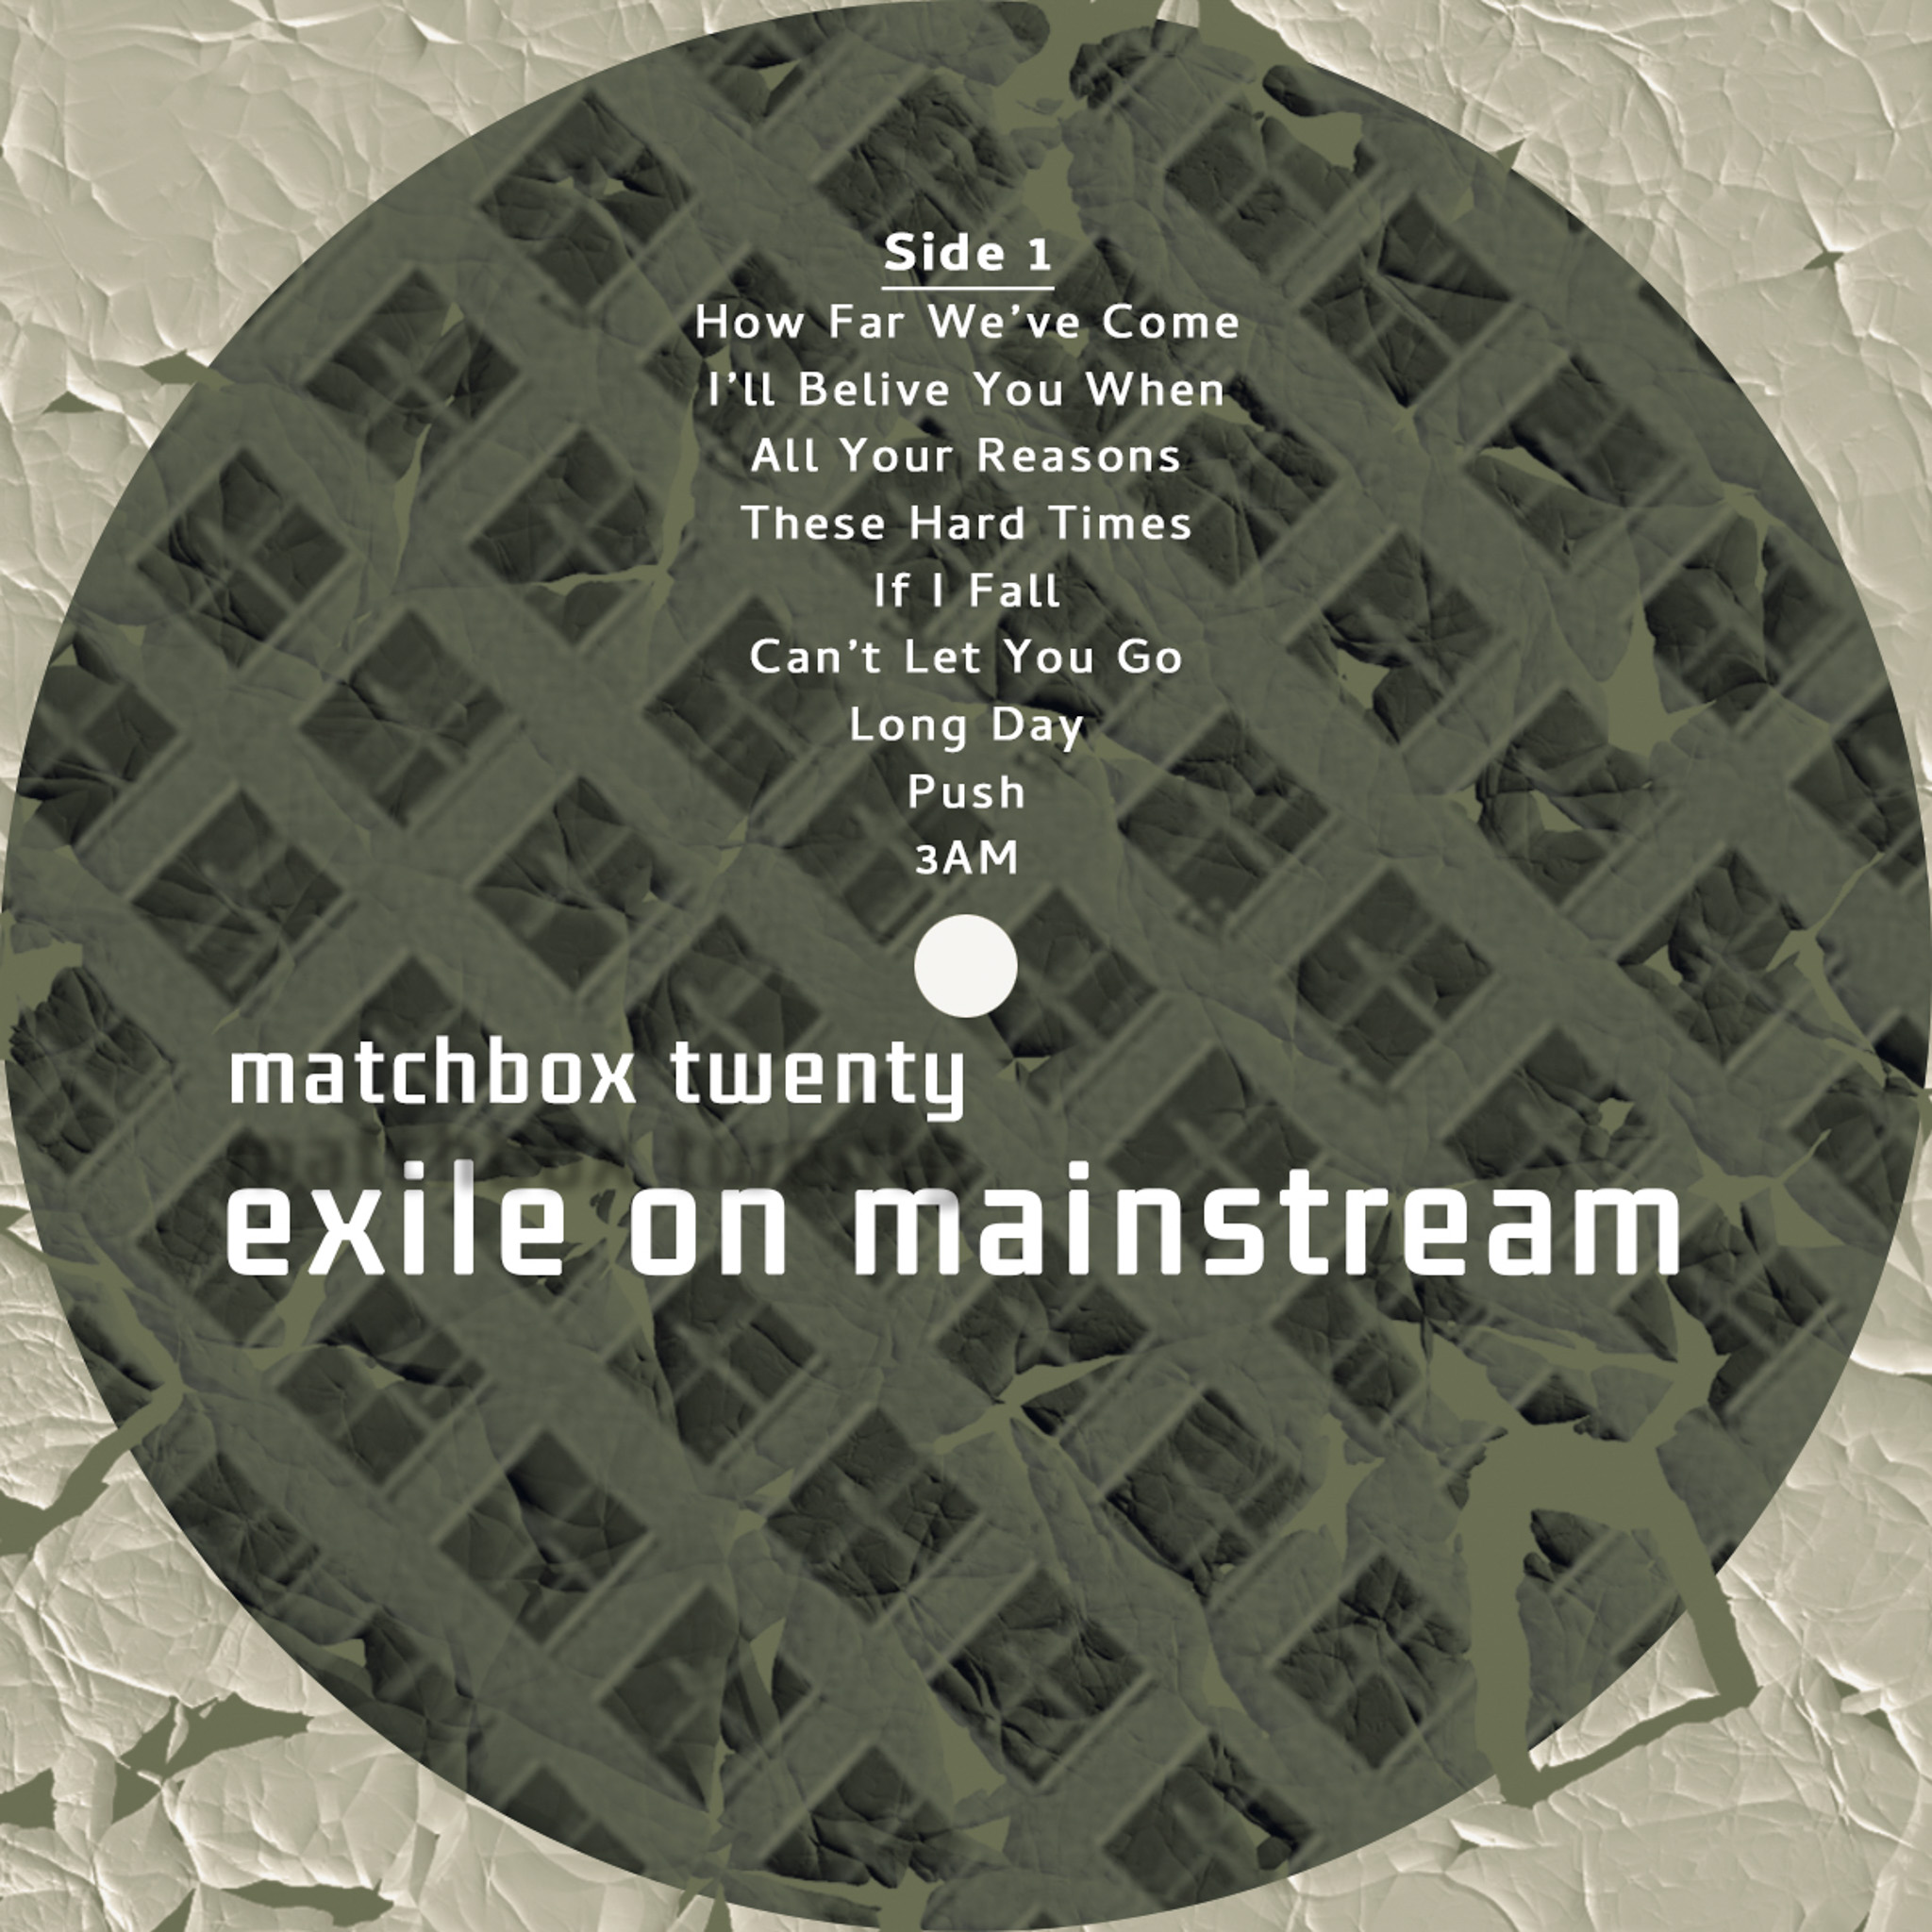 Side 1
How Far We’ve Come
I’ll Belive You When
All Your Reasons
These Hard Times
If I Fall
Can’t Let You Go
Long Day
Push
3AM
matchbox twenty
exile on mainstream